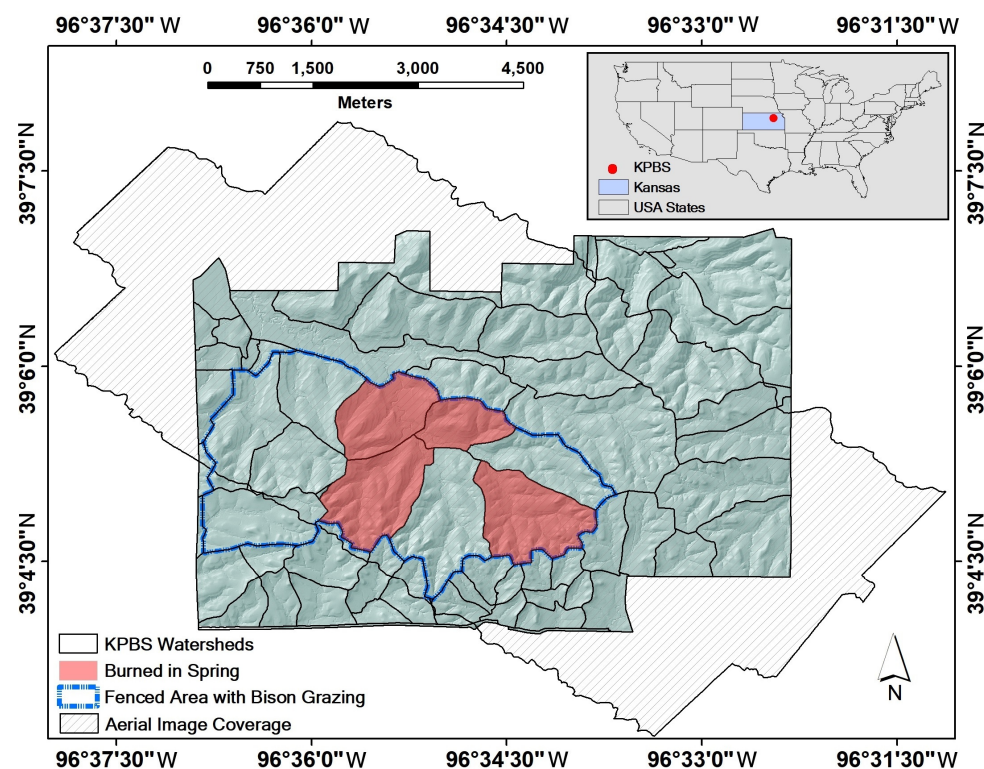 96°37'30"W 96°36'0"W 96°34'30"W 96°33'0"W 96°31'30"W
0 750 1,500 3,000 4,500
Meters
KPBS
Kansas
USA States
39°7'30"N
39°7'30"N
39°6'0"N
39°6'0"N
39°4'30"N
39°4'30"N
KPBS Watersheds
Burned in Spring
Fenced Area with Bison Grazing
Aerial Image Coverage
N
96°37'30"W 96°36'0"W 96°34'30"W 96°33'0"W 96°31'30"W